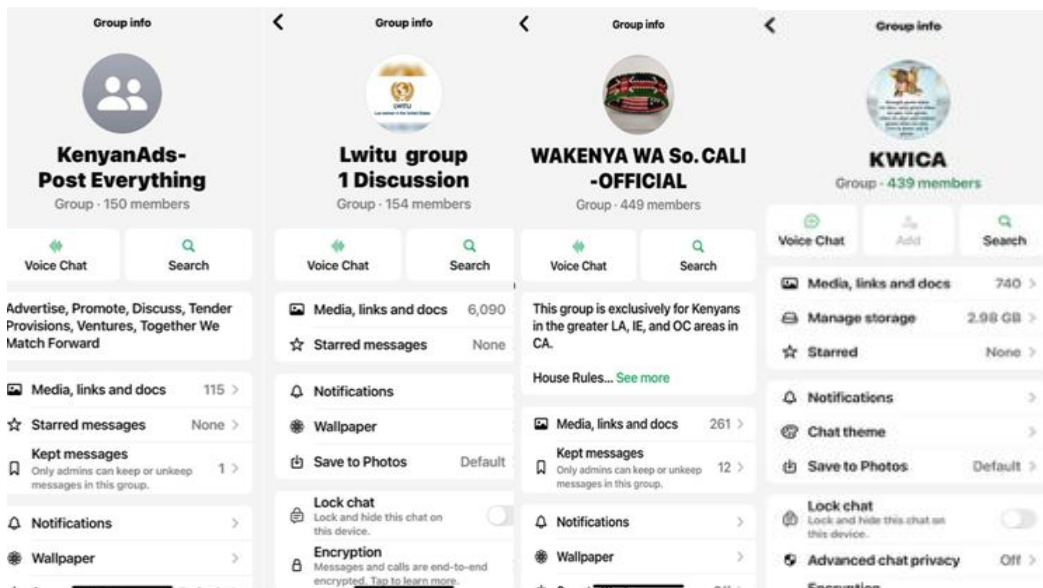 Group info
KenyanAds-
Post Everything
Group · 150 members
Voice Chat
Search
Advertise, Promote, Discuss, Tender
Provisions, Ventures, Together We
Match Forward
Media, links and docs 115
Starred messages None
Kept messages 1
Only admins can keep or unkeep
messages in this group.
Notifications
Wallpaper
Group info
LWITU
Lwitu group
1 Discussion
Group · 154 members
Voice Chat
Search
Media, links and docs 6,090
Starred messages None
Notifications
Wallpaper
Save to Photos Default
Lock chat
Lock and hide this chat on
this device.
Encryption
Messages and calls are end-to-end
encrypted. Tap to learn more.
Group info
WAKENYA WA So. CALI
-OFFICIAL
Group · 449 members
Voice Chat
Search
This group is exclusively for Kenyans
in the greater LA, IE, and OC areas in
CA.
House Rules... See more
Media, links and docs 261
Kept messages 12
Only admins can keep or unkeep
messages in this group.
Notifications
Wallpaper
Group info
KWICA
Group · 439 members
Voice Chat
Add
Search
Media, links and docs 740
Manage storage 2.98 GB
Starred None
Notifications
Chat theme
Save to Photos Default
Lock chat
Lock and hide this chat on
this device.
Advanced chat privacy Off
Encryption